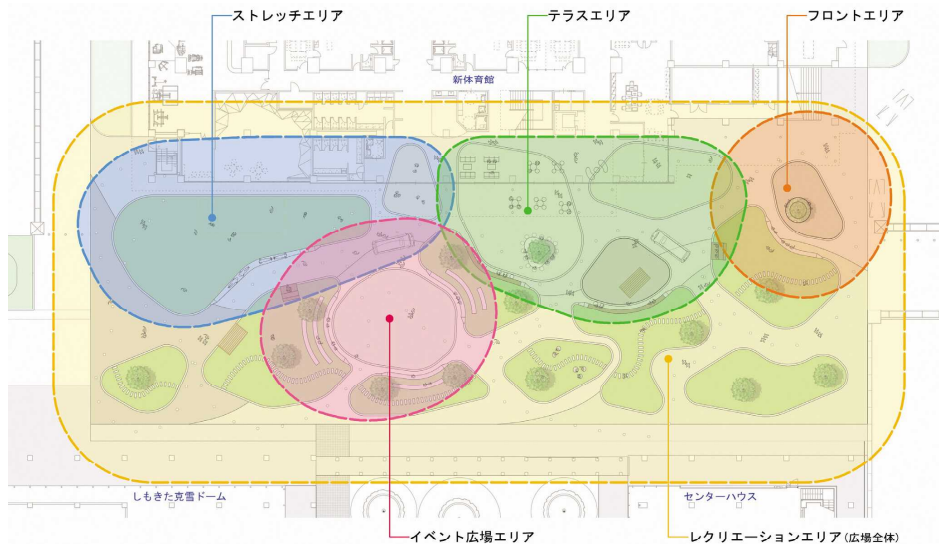 ストレッチエリア
テラスエリア
フロントエリア
新体育館
しもきた克雪ドーム
センターハウス
イベント広場エリア
レクリエーションエリア(広場全体)